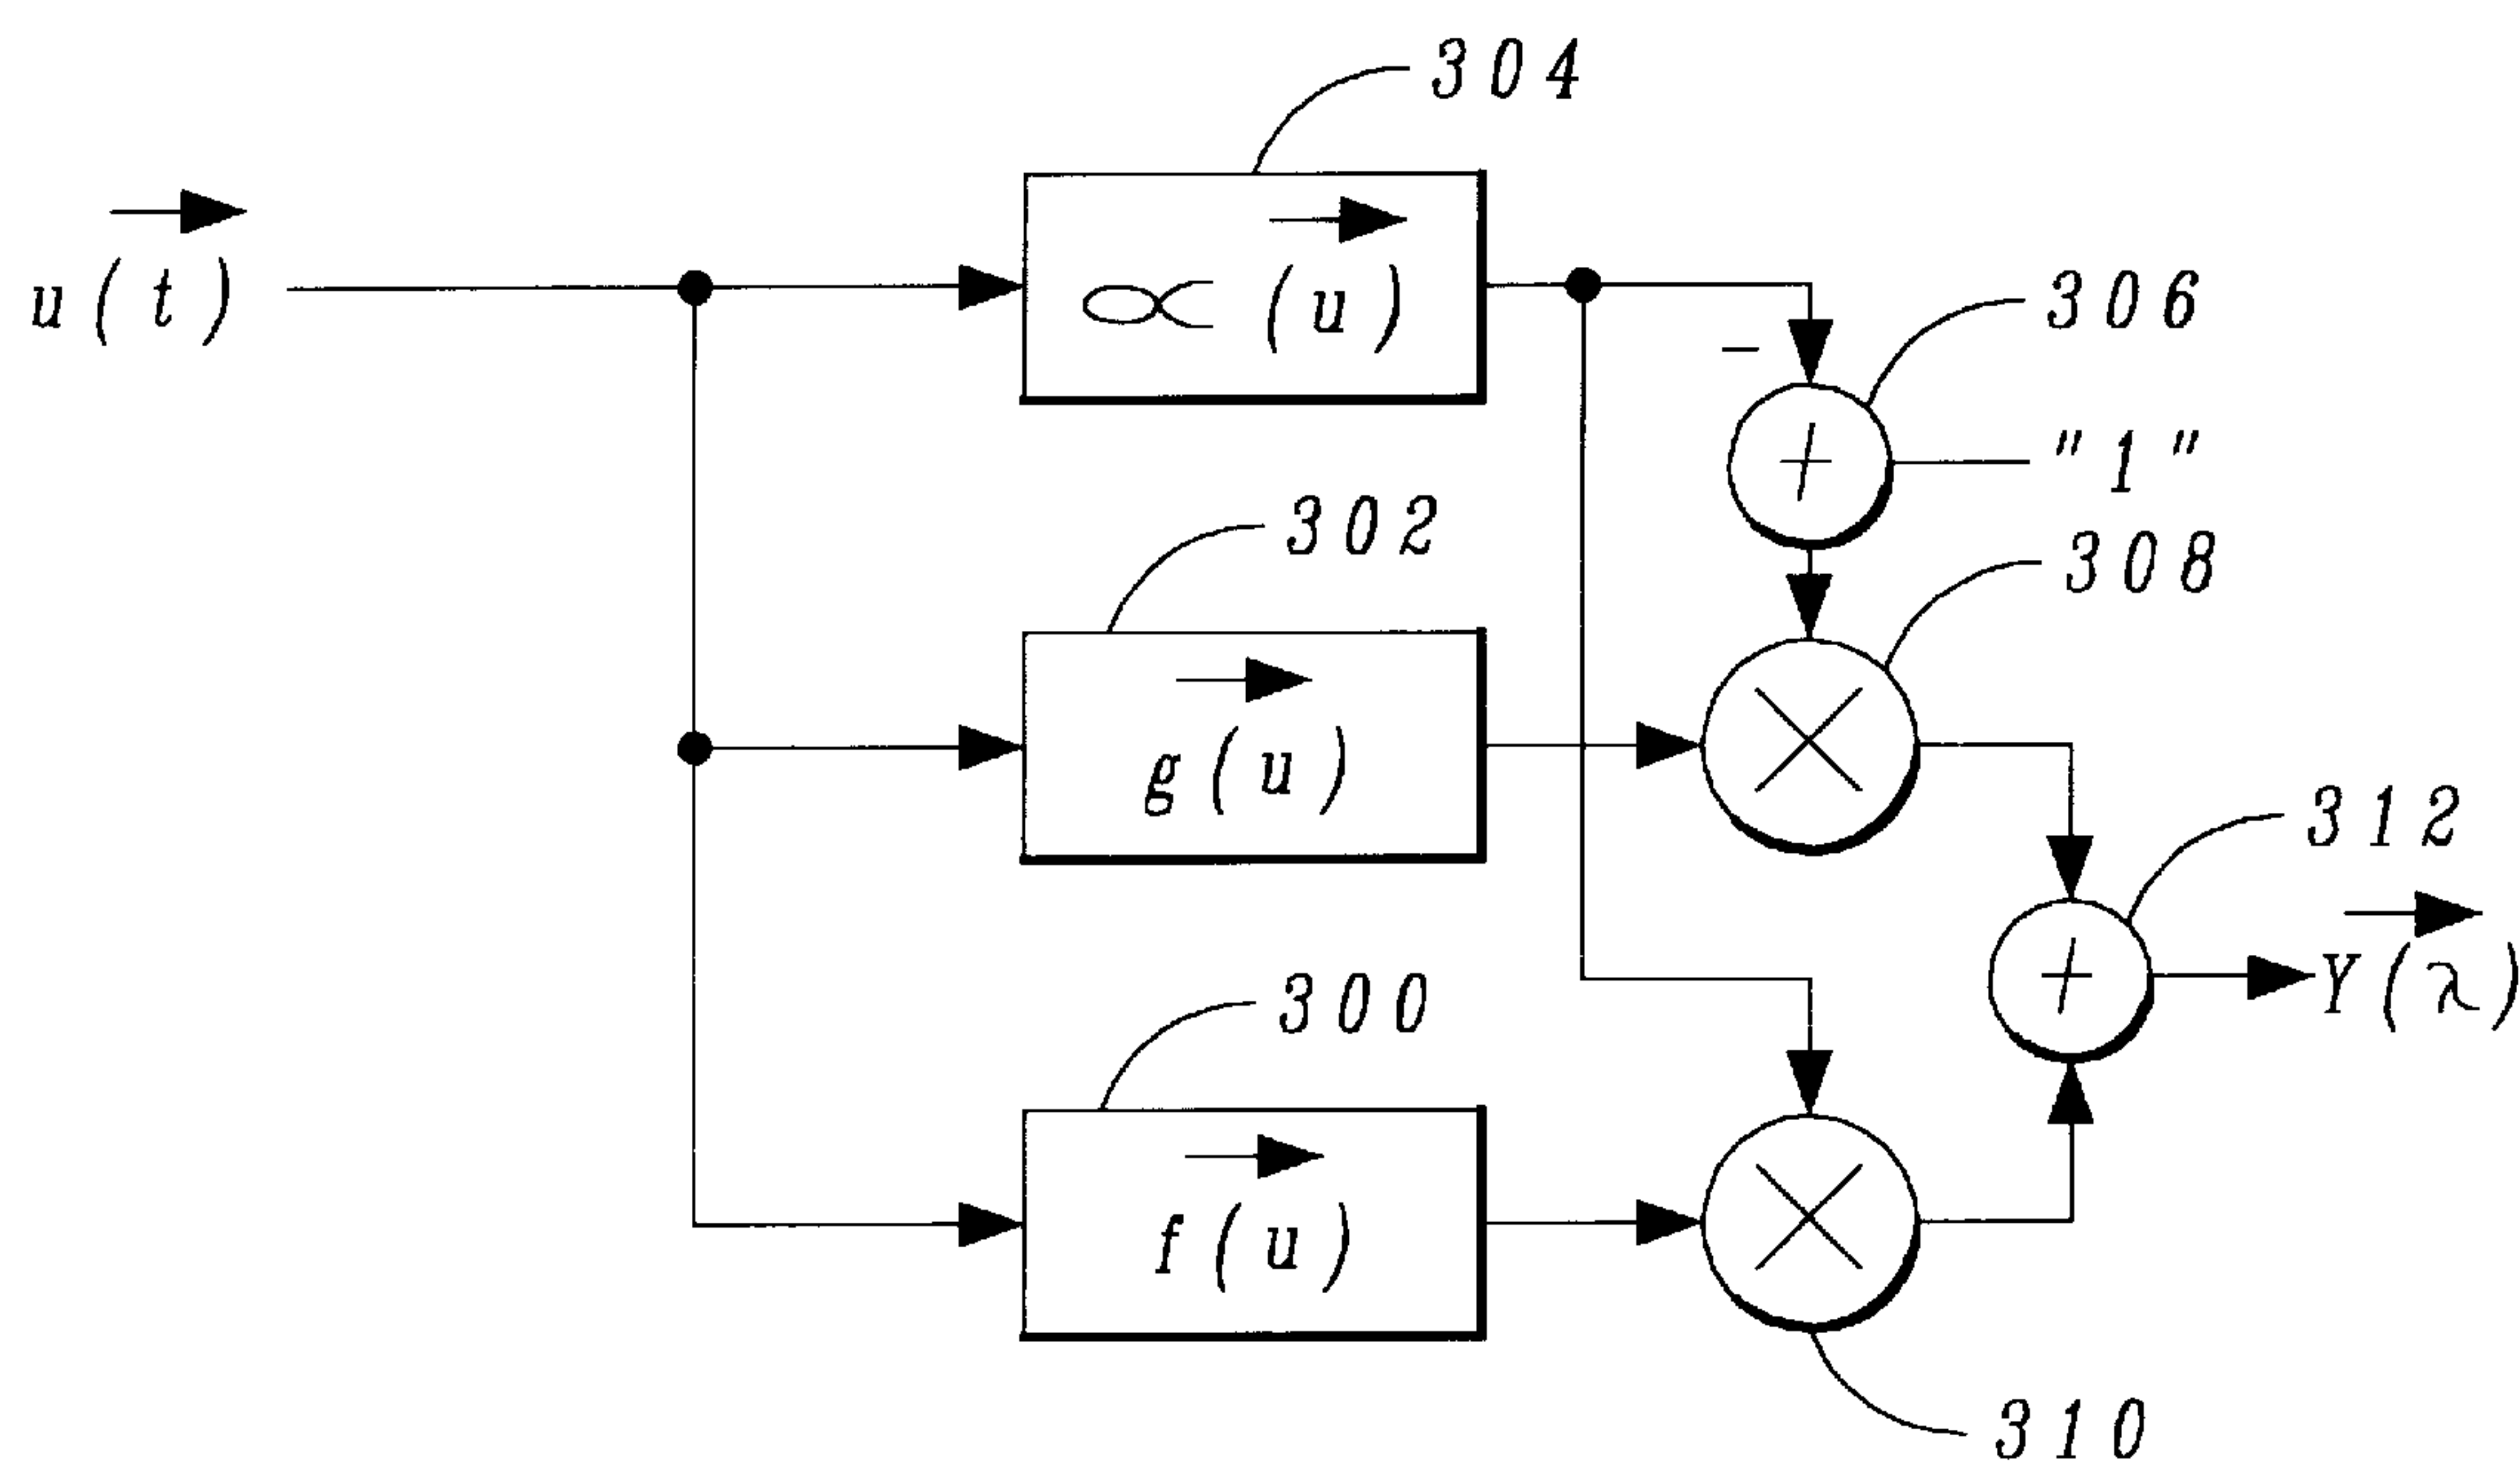 304
u(t)
∝ (u)
306
-
+
"1"
302
308
g(u)
×
312
+
Y(λ)
300
f(u)
×
310